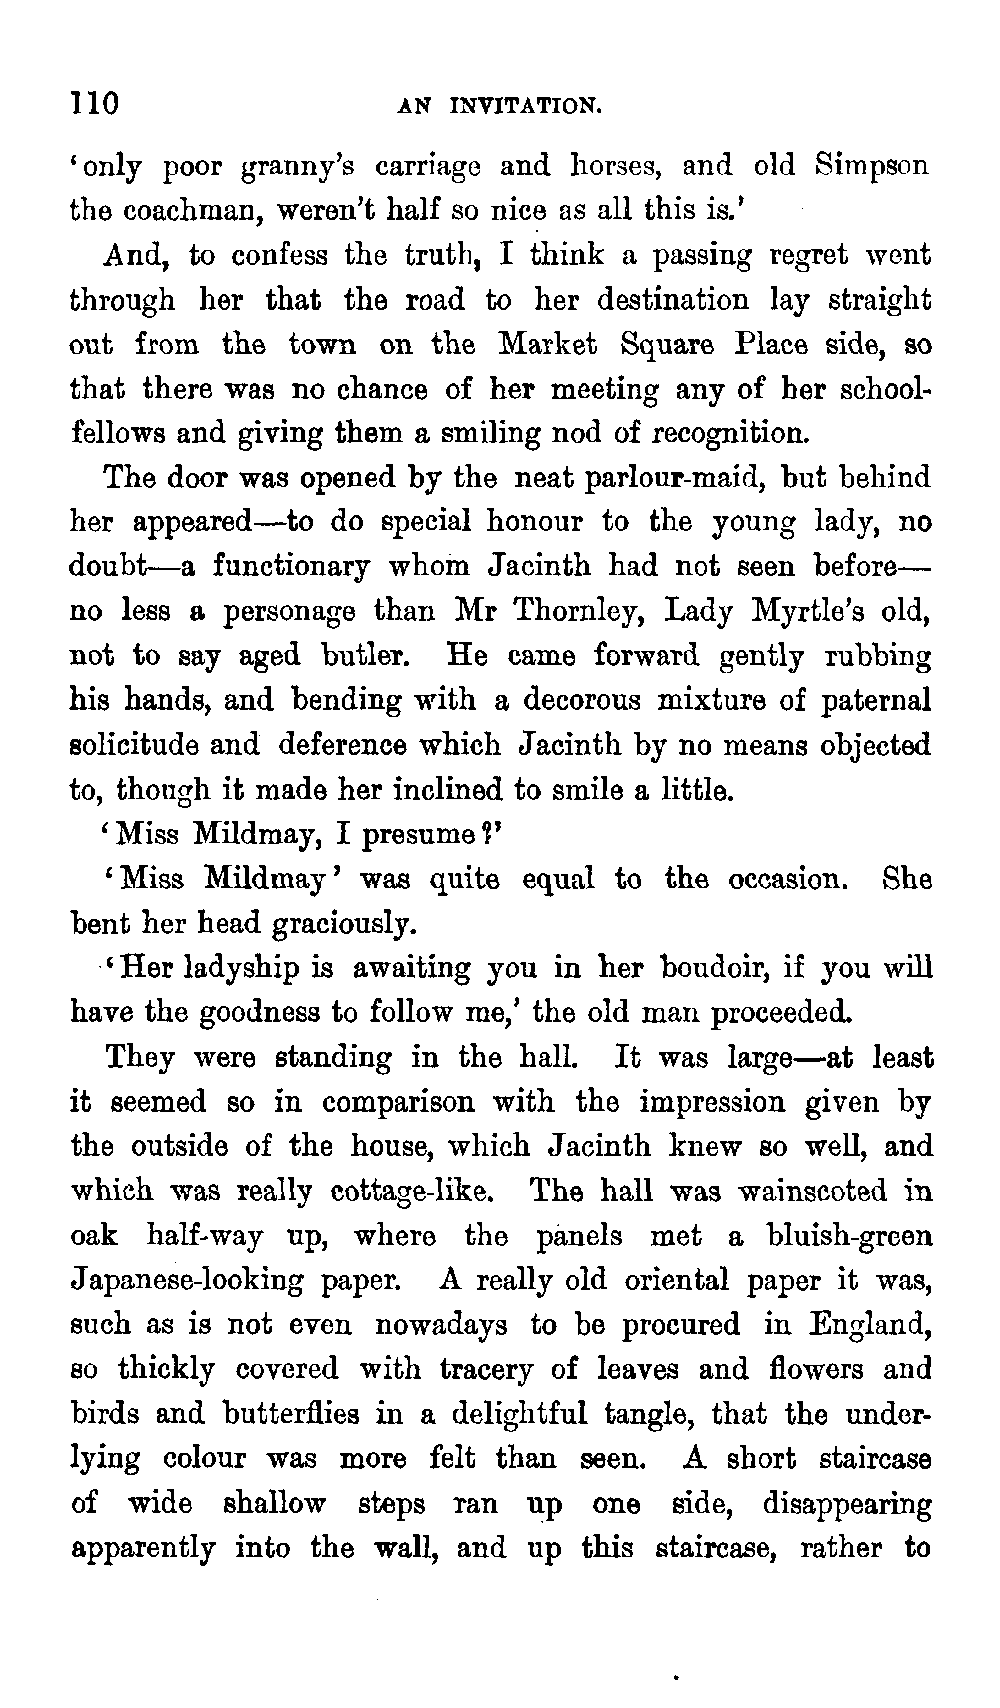 110 AN INVITATION.
‘only poor granny’s carriage and horses, and old Simpson
the coachman, weren’t half so nice as all this is.’
And, to confess the truth, I think a passing regret went
through her that the road to her destination lay straight
out from the town on the Market Square Place side, so
that there was no chance of her meeting any of her school-
fellows and giving them a smiling nod of recognition.
The door was opened by the neat parlour-maid, but behind
her appeared—to do special honour to the young lady, no
doubt—a functionary whom Jacinth had not seen before—
no less a personage than Mr Thornley, Lady Myrtle’s old,
not to say aged butler. He came forward gently rubbing
his hands, and bending with a decorous mixture of paternal
solicitude and deference which Jacinth by no means objected
to, though it made her inclined to smile a little.
‘Miss Mildmay, I presume?’
‘Miss Mildmay’ was quite equal to the occasion. She
bent her head graciously.
‘Her ladyship is awaiting you in her boudoir, if you will
have the goodness to follow me,’ the old man proceeded.
They were standing in the hall. It was large—at least
it seemed so in comparison with the impression given by
the outside of the house, which Jacinth knew so well, and
which was really cottage-like. The hall was wainscoted in
oak half-way up, where the panels met a bluish-green
Japanese-looking paper. A really old oriental paper it was,
such as is not even nowadays to be procured in England,
so thickly covered with tracery of leaves and flowers and
birds and butterflies in a delightful tangle, that the under-
lying colour was more felt than seen. A short staircase
of wide shallow steps ran up one side, disappearing
apparently into the wall, and up this staircase, rather to